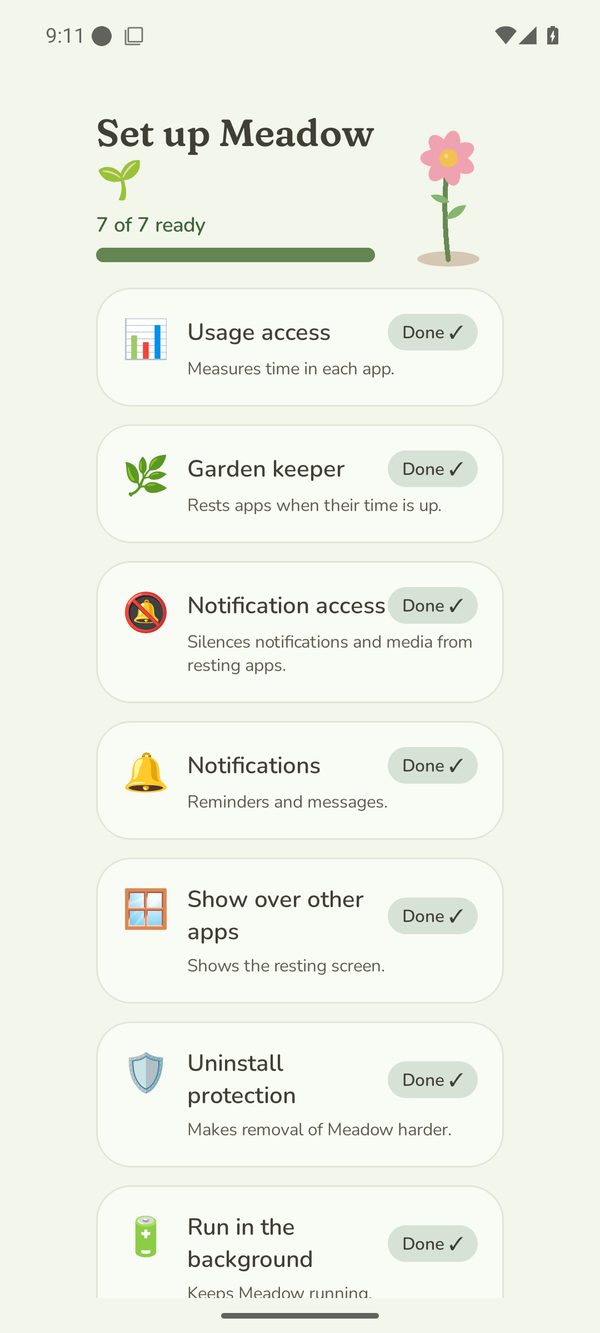 9:11
Set up Meadow
7 of 7 ready
Usage access
Done ✓
Measures time in each app.
Garden keeper
Done ✓
Rests apps when their time is up.
Notification access
Done ✓
Silences notifications and media from
resting apps.
Notifications
Done ✓
Reminders and messages.
Show over other
apps
Done ✓
Shows the resting screen.
Uninstall
protection
Done ✓
Makes removal of Meadow harder.
Run in the
background
Done ✓
Keeps Meadow running.